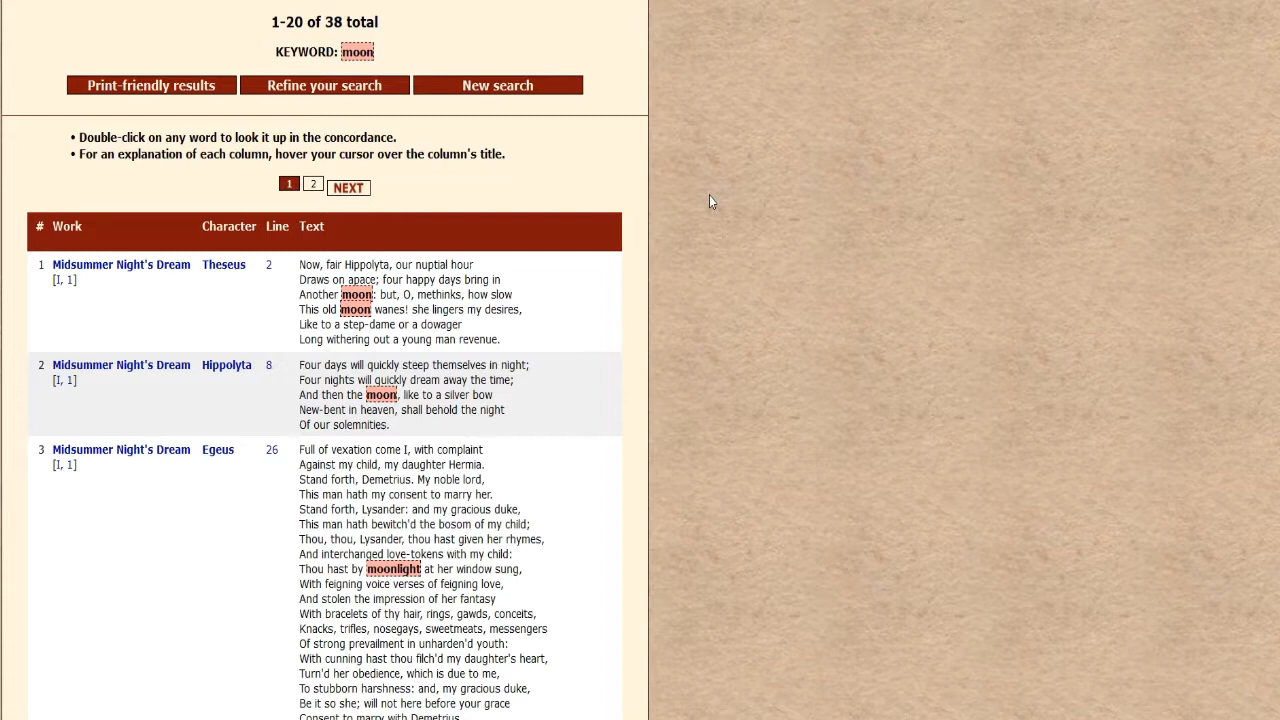 1-20 of 38 total
KEYWORD: moon
Print-friendly results Refine your search New search
• Double-click on any word to look it up in the concordance.
• For an explanation of each column, hover your cursor over the column's title.
1 2 NEXT
# Work Character Line Text
1 Midsummer Night's Dream Theseus 2 Now, fair Hippolyta, our nuptial hour
[I, 1] Draws on apace; four happy days bring in
Another moon: but, O, methinks, how slow
This old moon wanes! she lingers my desires,
Like to a step-dame or a dowager
Long withering out a young man revenue.
2 Midsummer Night's Dream Hippolyta 8 Four days will quickly steep themselves in night;
[I, 1] Four nights will quickly dream away the time;
And then the moon, like to a silver bow
New-bent in heaven, shall behold the night
Of our solemnities.
3 Midsummer Night's Dream Egeus 26 Full of vexation come I, with complaint
[I, 1] Against my child, my daughter Hermia.
Stand forth, Demetrius. My noble lord,
This man hath my consent to marry her.
Stand forth, Lysander: and my gracious duke,
This man hath bewitch'd the bosom of my child;
Thou, thou, Lysander, thou hast given her rhymes,
And interchanged love-tokens with my child:
Thou hast by moonlight at her window sung,
With feigning voice verses of feigning love,
And stolen the impression of her fantasy
With bracelets of thy hair, rings, gawds, conceits,
Knacks, trifles, nosegays, sweetmeats, messengers
Of strong prevailment in unharden'd youth:
With cunning hast thou filch'd my daughter's heart,
Turn'd her obedience, which is due to me,
To stubborn harshness: and, my gracious duke,
Be it so she; will not here before your grace
Consent to marry with Demetrius,